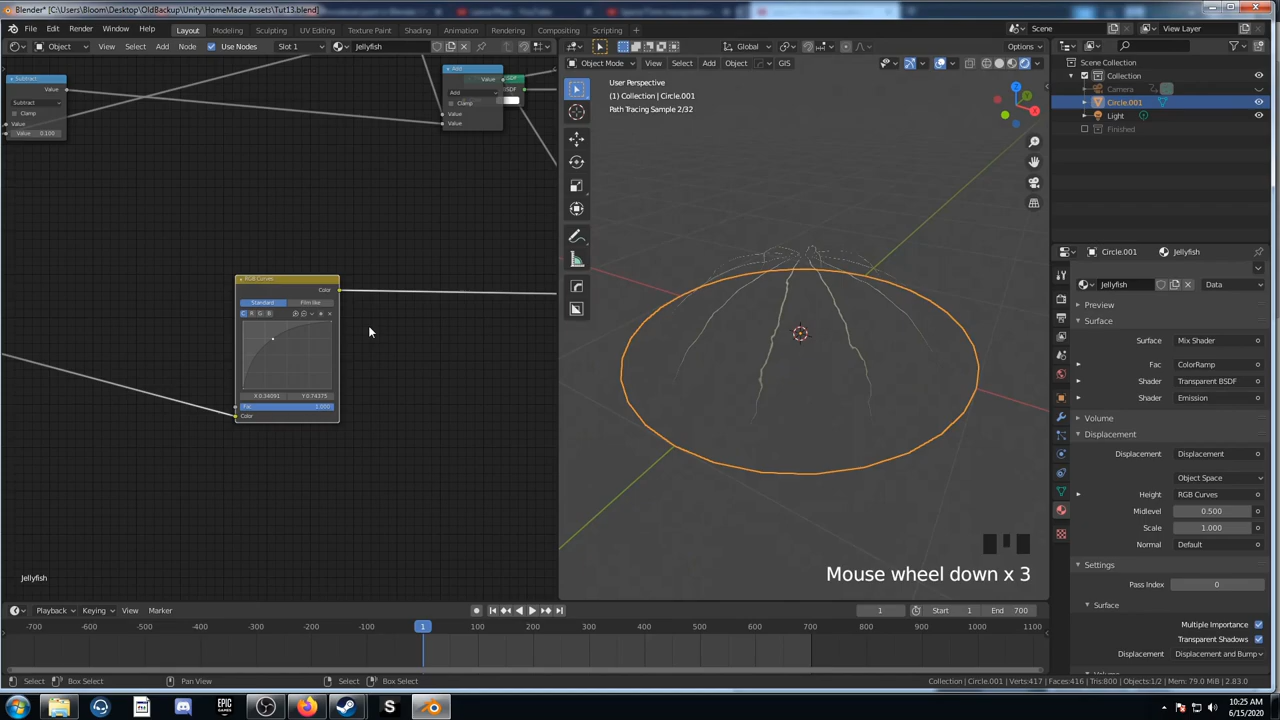 Blender* [C:\Users\Bloom\Desktop\OldBackup\Unity\HomeMade Assets\Tut13.blend]
File Edit Render Window Help Layout Modeling Sculpting UV Editing Texture Paint Shading Animation Rendering Compositing Scripting Scene View Layer
Object View Select Add Node Use Nodes Slot 1 Jellyfish Global Options
Object Mode View Select Add Object GIS
User Perspective
(1) Collection | Circle.001
Path Tracing Sample 2/32
Subtract
Subtract
Clamp
Value
Value 0.100
Add
Value
Add
Clamp
Value
Value
BSDF
RGB Curves
Color
Standard Film like
C R G B
X 0.34091 Y 0.74375
Fac 1.000
Color
Jellyfish
X
Y
Z
Mouse wheel down x 3
Scene Collection
Collection
Camera
Circle.001
Light
Finished
Circle.001 Jellyfish
Jellyfish Data
Preview
Surface
Surface Mix Shader
Fac ColorRamp
Shader Transparent BSDF
Shader Emission
Volume
Displacement
Displacement Displacement
Object Space
Height RGB Curves
Midlevel 0.500
Scale 1.000
Normal Default
Settings
Pass Index 0
Surface
Multiple Importance
Transparent Shadows
Displacement Displacement and Bump
Playback Keying View Marker 1 Start 1 End 700
-700 -600 -500 -400 -300 -200 -100 1 100 200 300 400 500 600 700 800 900 1000 1100
Select Box Select Pan View Select Box Select Collection | Circle.001 | Verts:417 | Faces:416 | Tris:800 | Objects:1/2 | Mem: 79.0 MiB | 2.83.0
EPIC GAMES
S
10:25 AM
6/15/2020